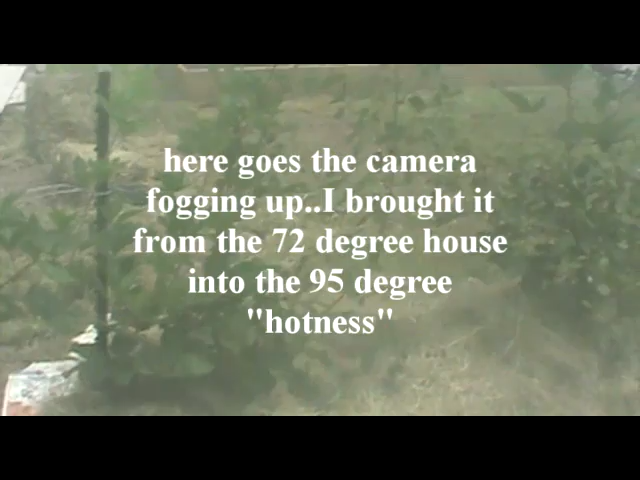 here goes the camera
fogging up..I brought it
from the 72 degree house
into the 95 degree
"hotness"